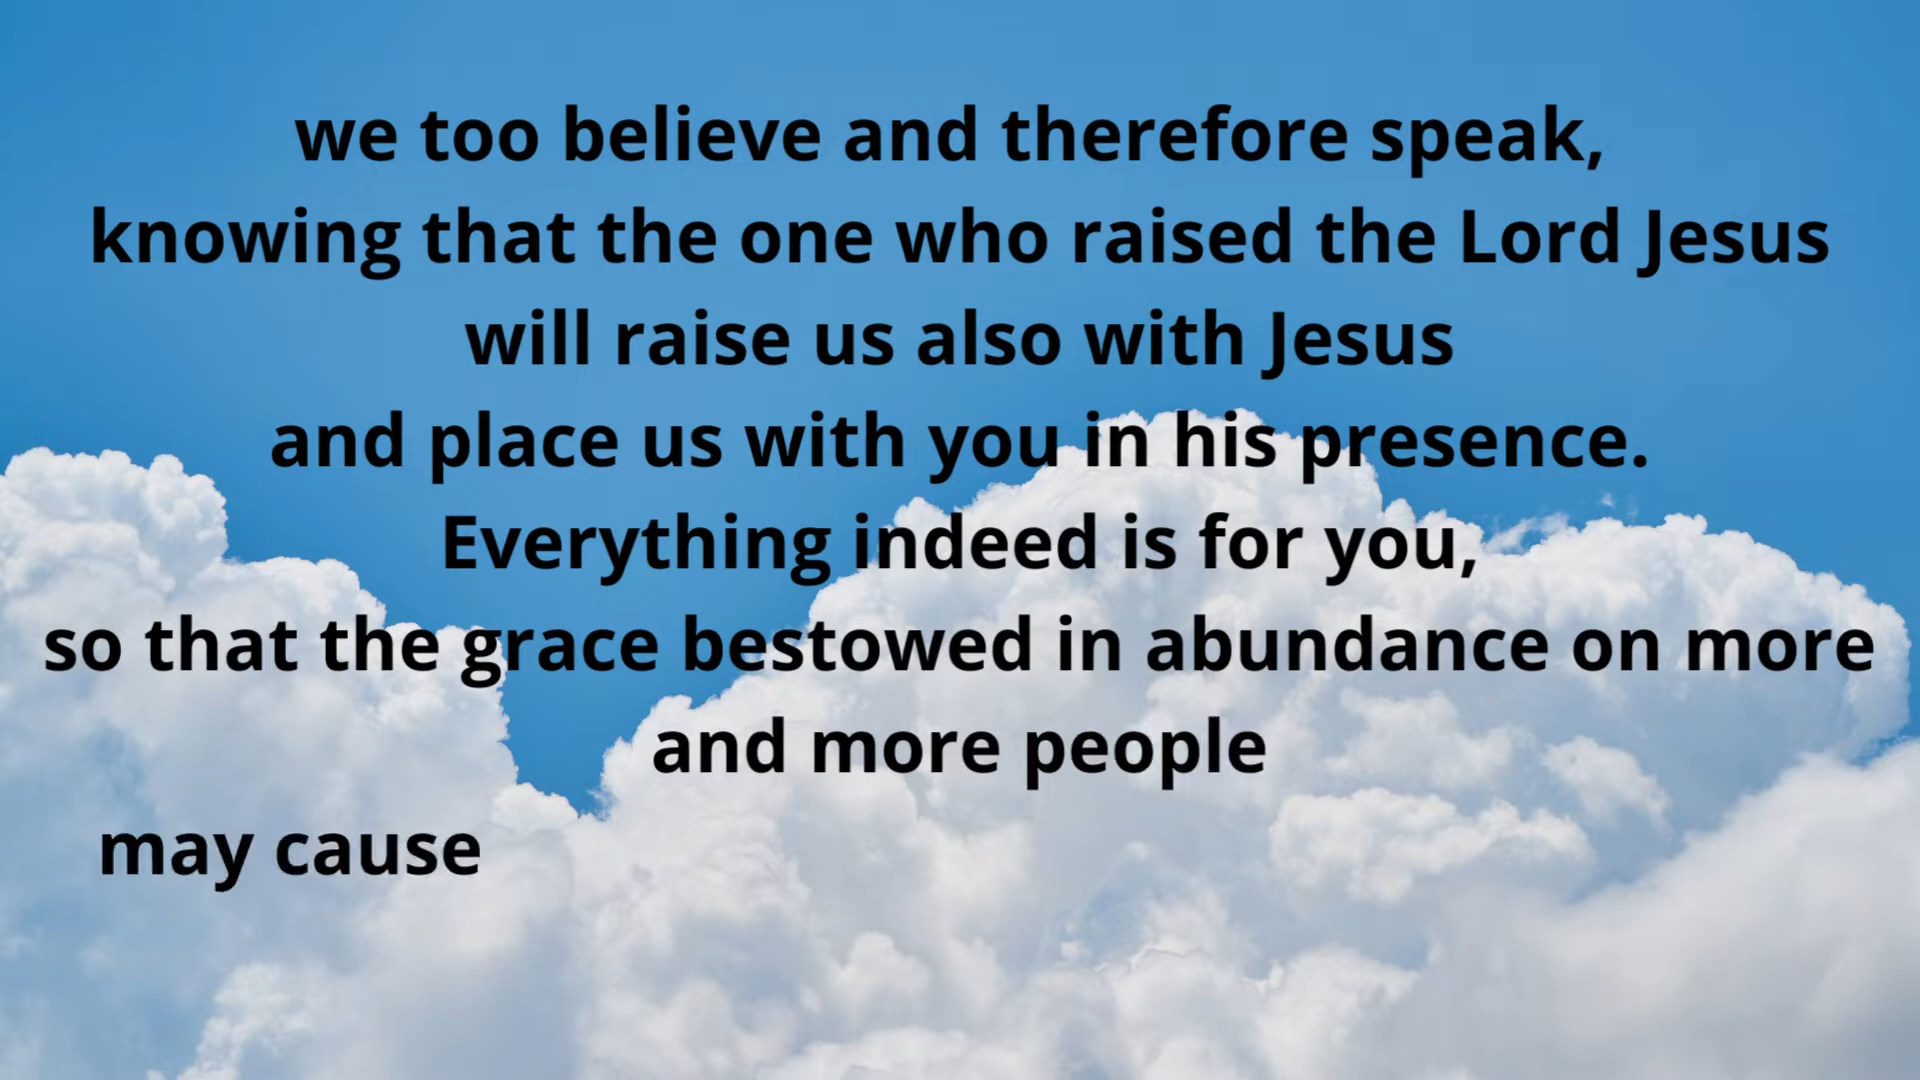 we too believe and therefore speak,
knowing that the one who raised the Lord Jesus
will raise us also with Jesus
and place us with you in his presence.
Everything indeed is for you,
so that the grace bestowed in abundance on more
and more people
may cause